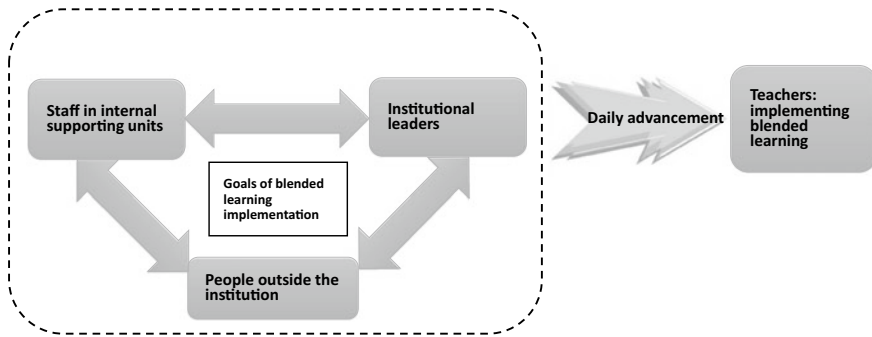 Staff in internal
supporting units
Institutional
leaders
Goals of blended
learning
implementation
People outside the
institution
Daily advancement
Teachers:
implementing
blended
learning